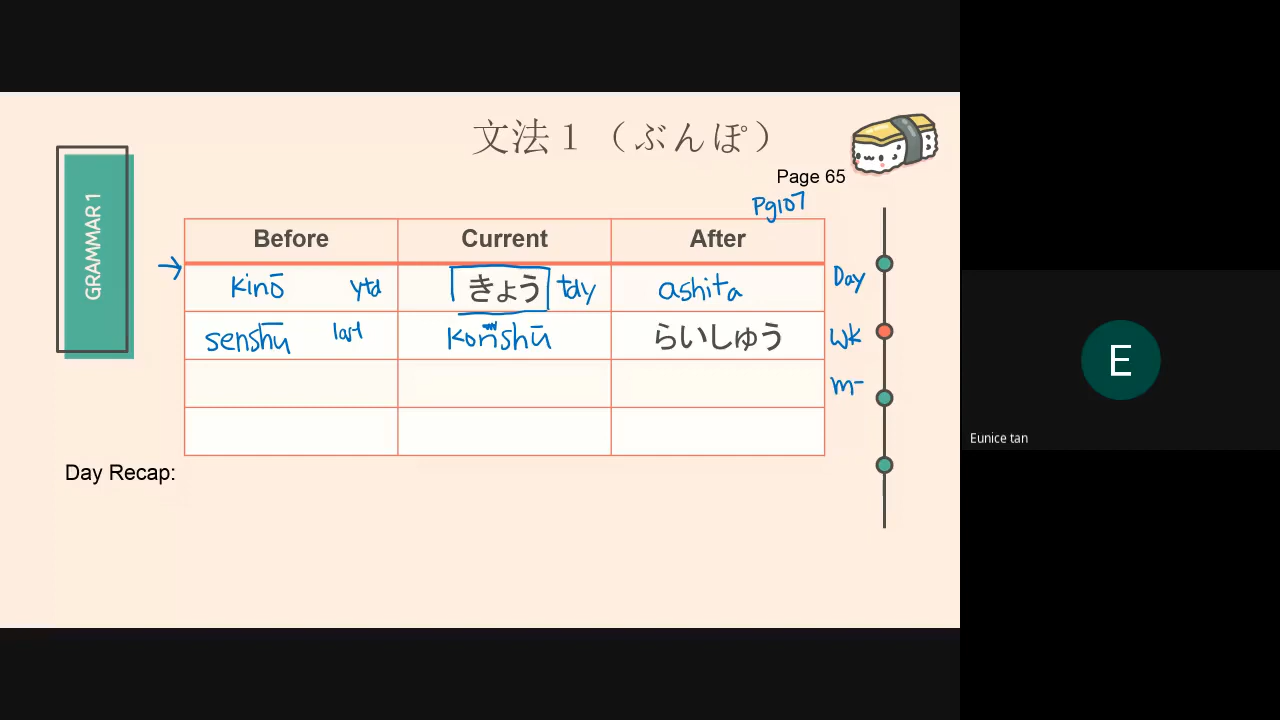 文法１（ぶんぽ）
Page 65
Pg107
GRAMMAR 1
Before Current After
kinō ytd きょう tdy ashita Day
senshū last konshū らいしゅう wk
m-
Day Recap:
E
Eunice tan